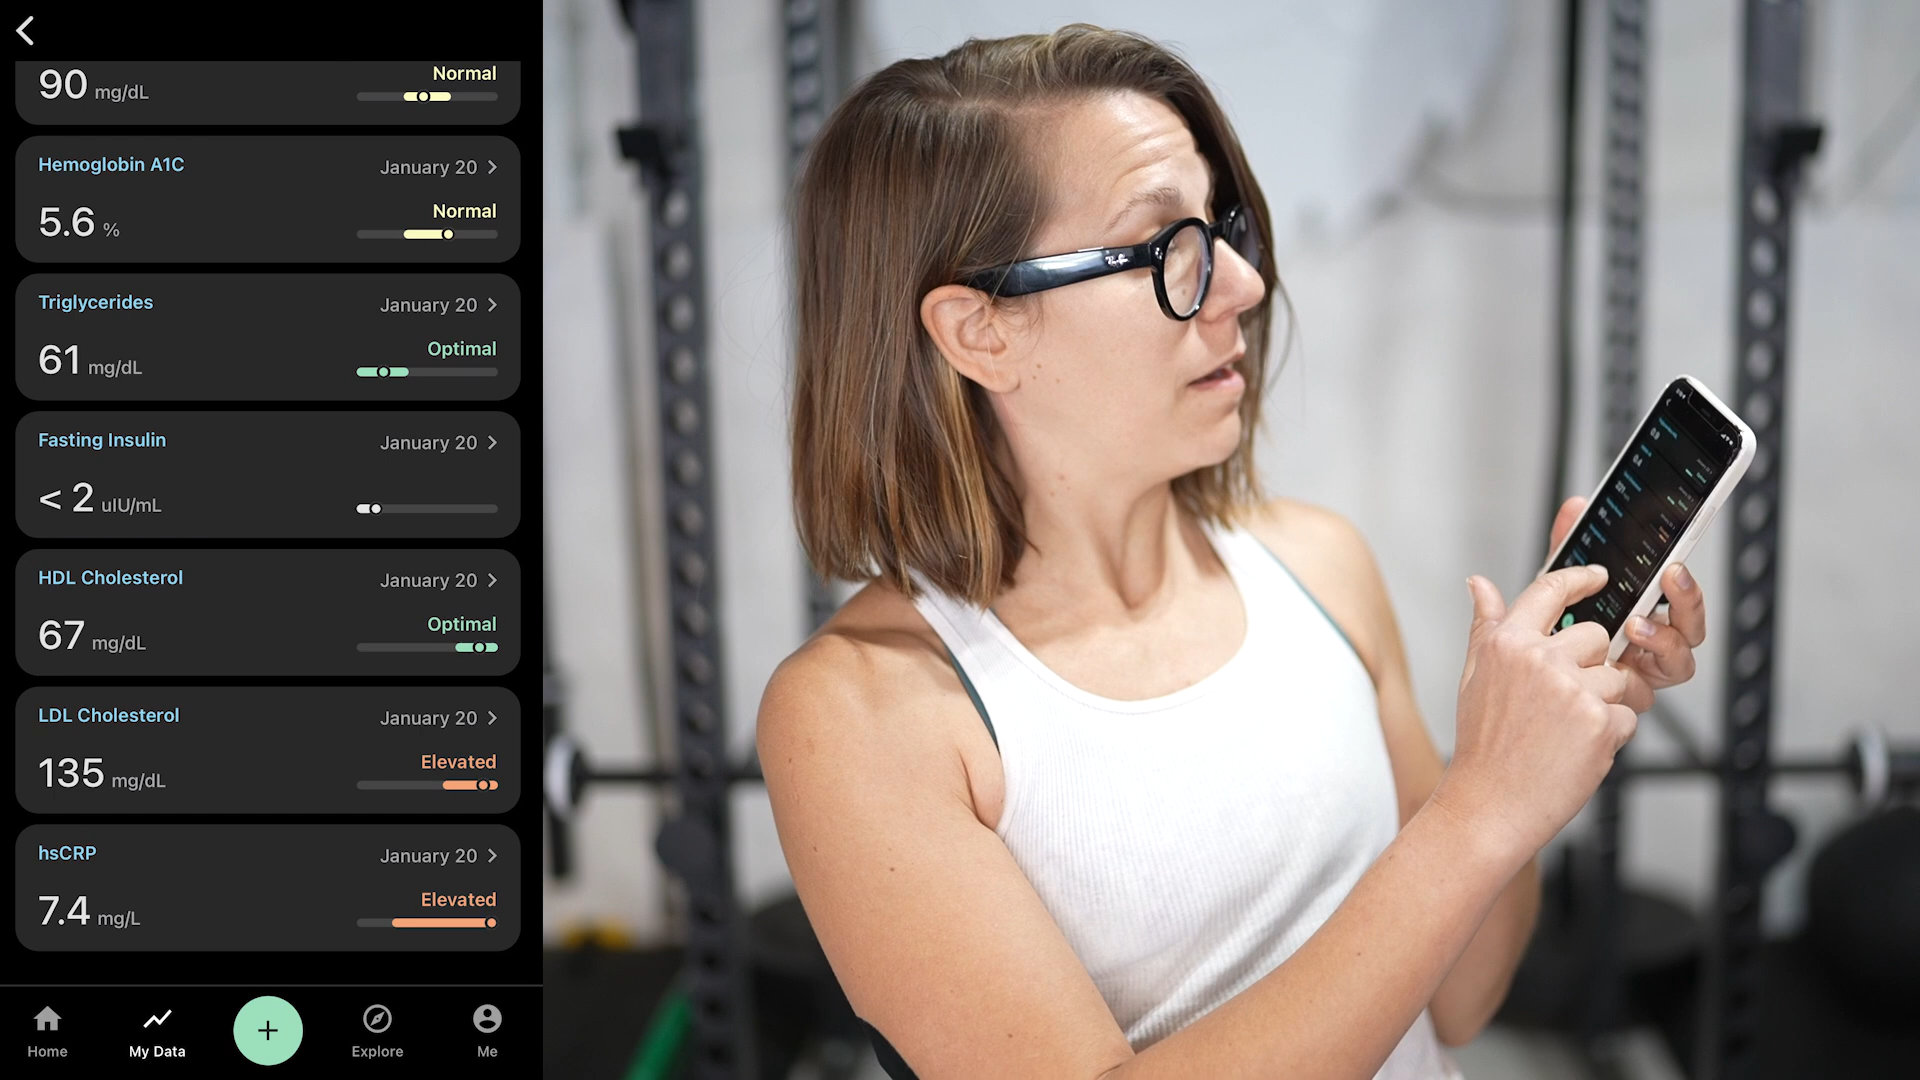 90 mg/dL
Normal
Hemoglobin A1C
January 20
5.6 %
Normal
Triglycerides
January 20
61 mg/dL
Optimal
Fasting Insulin
January 20
< 2 uIU/mL
HDL Cholesterol
January 20
67 mg/dL
Optimal
LDL Cholesterol
January 20
135 mg/dL
Elevated
hsCRP
January 20
7.4 mg/L
Elevated
Home
My Data
+
Explore
Me
Ray-Ban